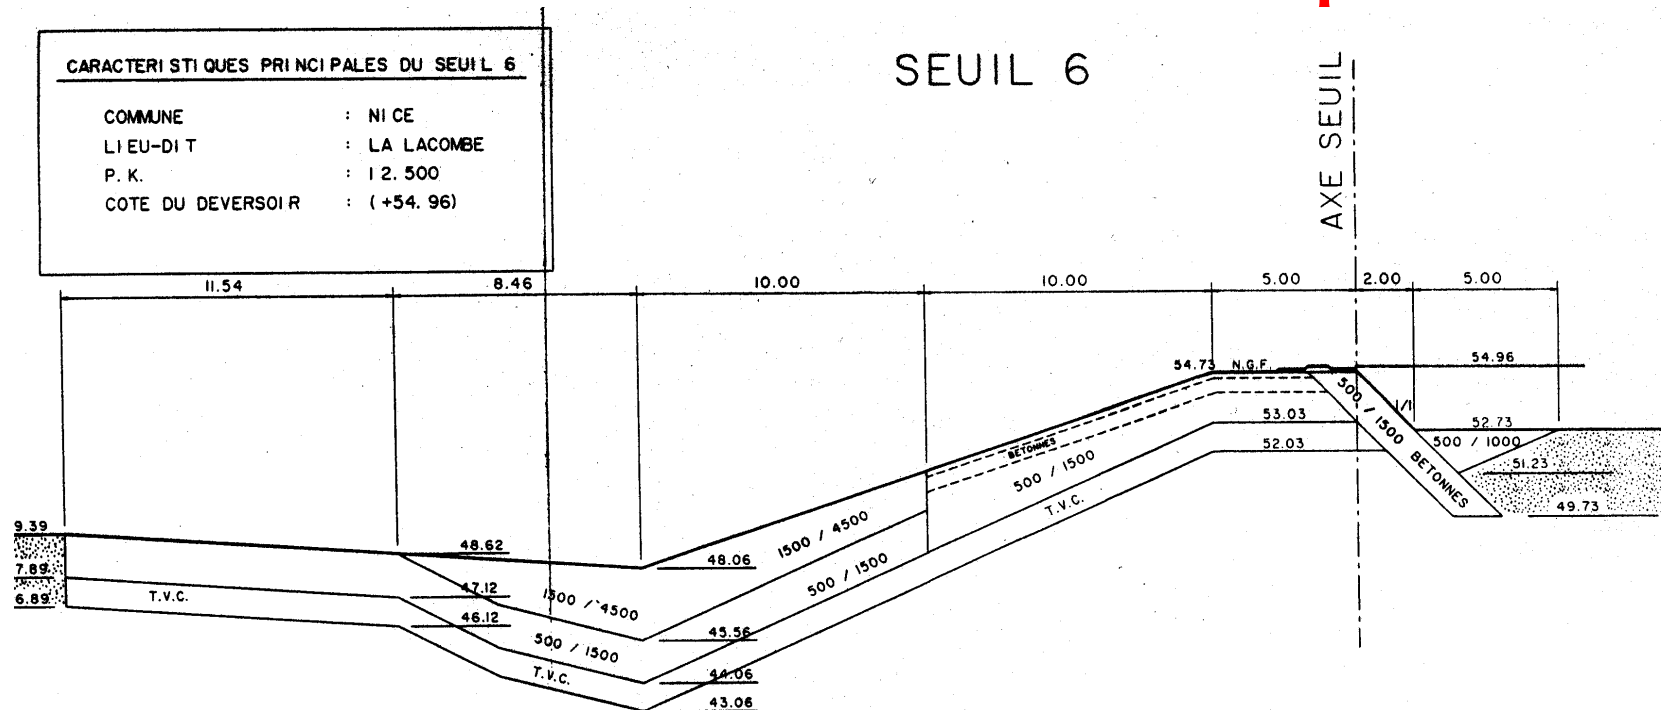 CARACTERISTIQUES PRINCIPALES DU SEUIL 6
COMMUNE : NICE
LIEU-DIT : LA LACOMBE
P. K. : 12.500
COTE DU DEVERSOIR : (+54.96)
SEUIL 6
AXE SEUIL
11.54 8.46 10.00 10.00 5.00 2.00 5.00
54.73 N.G.F. 54.96
500 / 1500 BETONNES
1/1
53.03 52.73
52.03 500 / 1000
BETONNES
51.23
500 / 1500
T.V.C.
49.73
9.39
48.62
1500 / 4500
48.06
7.89
47.12
500 / 1500
6.89
T.V.C.
1500 / 4500
46.12
45.56
500 / 1500
T.V.C.
44.06
43.06